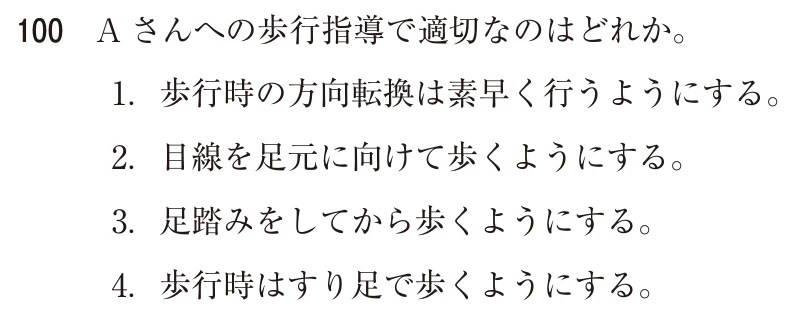 100 A さんへの歩行指導で適切なのはどれか。
1. 歩行時の方向転換は素早く行うようにする。
2. 目線を足元に向けて歩くようにする。
3. 足踏みをしてから歩くようにする。
4. 歩行時はすり足で歩くようにする。